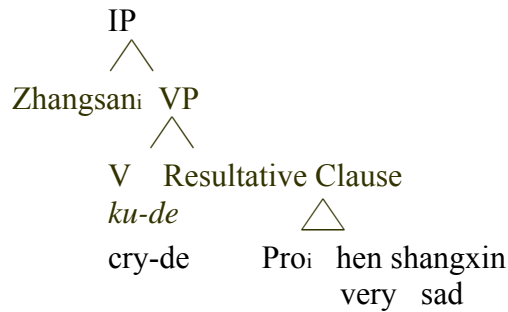 IP
Zhangsani VP
V Resultative Clause
ku-de
cry-de Proi hen shangxin
very sad